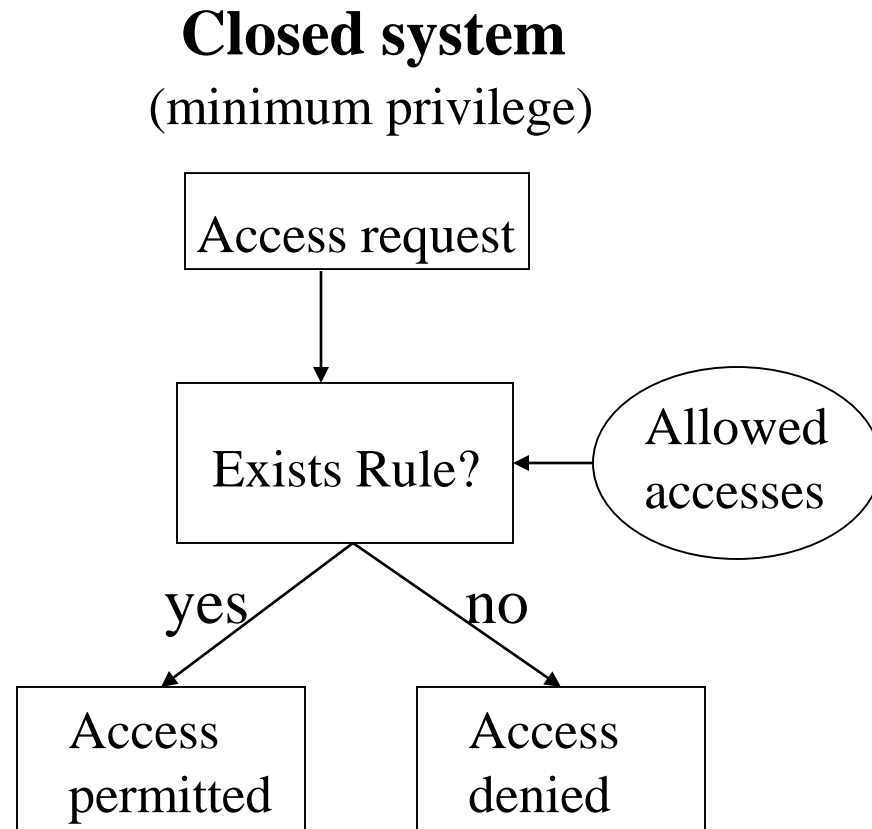 Closed system
(minimum privilege)
Access request
Exists Rule?
Allowed
accesses
yes
no
Access
permitted
Access
denied